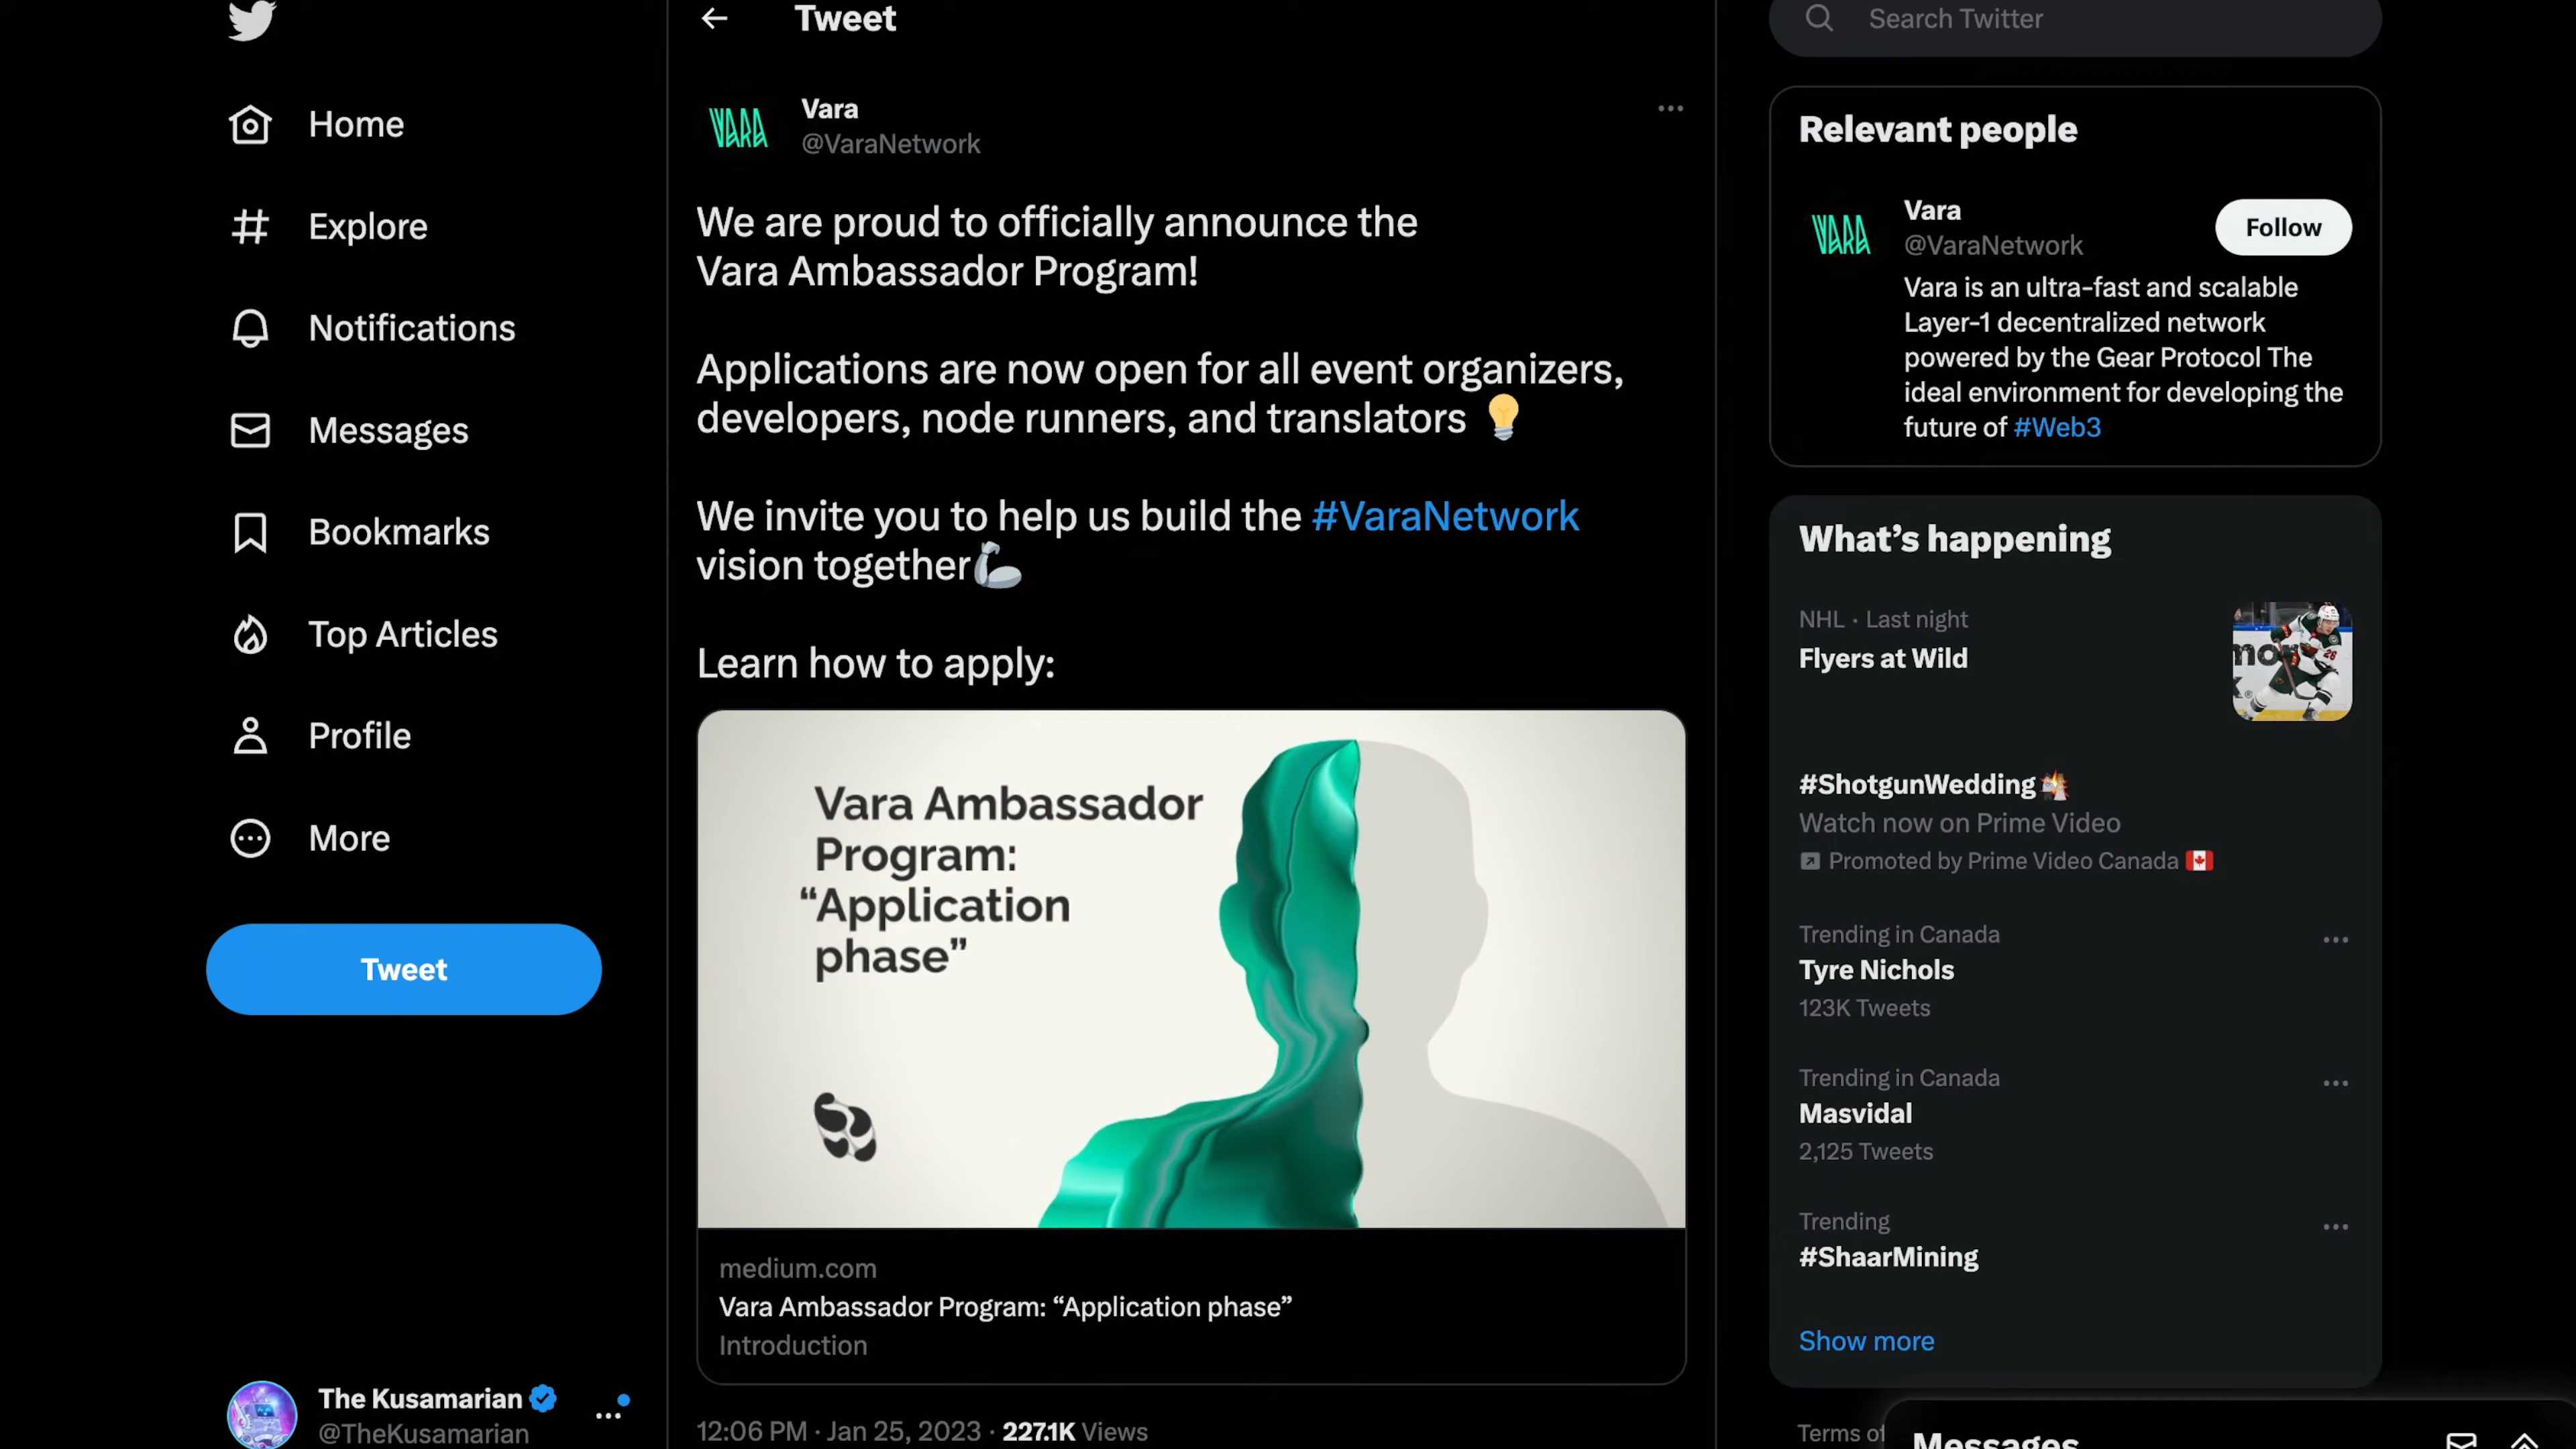 Home
Explore
Notifications
Messages
Bookmarks
Top Articles
Profile
More
Tweet
The Kusamarian
@TheKusamarian
Tweet
VARA
Vara
@VaraNetwork
We are proud to officially announce the
Vara Ambassador Program!
Applications are now open for all event organizers,
developers, node runners, and translators
We invite you to help us build the #VaraNetwork
vision together
Learn how to apply:
Vara Ambassador
Program:
“Application
phase”
medium.com
Vara Ambassador Program: “Application phase”
Introduction
12:06 PM · Jan 25, 2023 · 227.1K Views
Search Twitter
Relevant people
VARA
Vara
@VaraNetwork
Follow
Vara is an ultra-fast and scalable
Layer-1 decentralized network
powered by the Gear Protocol The
ideal environment for developing the
future of #Web3
What’s happening
NHL · Last night
Flyers at Wild
26
#ShotgunWedding
Watch now on Prime Video
Promoted by Prime Video Canada
Trending in Canada
Tyre Nichols
123K Tweets
Trending in Canada
Masvidal
2,125 Tweets
Trending
#ShaarMining
Show more
Terms of
Messages